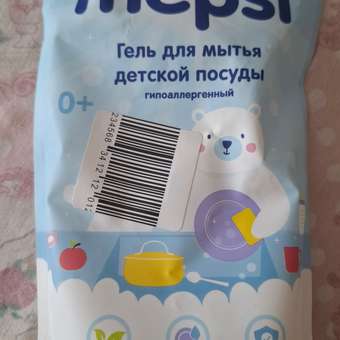 mepsi
Гель для мытья
детской посуды
гипоаллергенный
0+